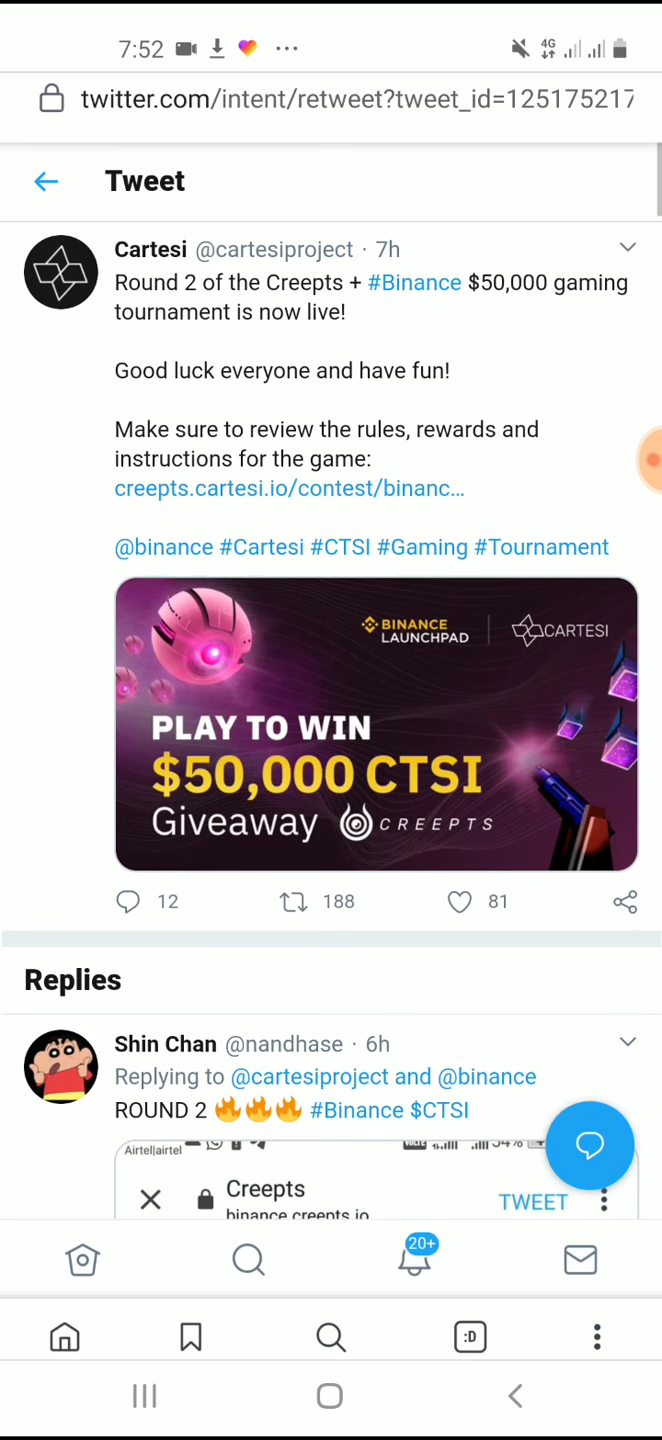 7:52
4G
twitter.com/intent/retweet?tweet_id=125175217
Tweet
Cartesi @cartesiproject · 7h
Round 2 of the Creepts + #Binance $50,000 gaming
tournament is now live!
Good luck everyone and have fun!
Make sure to review the rules, rewards and
instructions for the game:
creepts.cartesi.io/contest/binanc...
@binance #Cartesi #CTSI #Gaming #Tournament
BINANCE
LAUNCHPAD
CARTESI
PLAY TO WIN
$50,000 CTSI
Giveaway CREEPTS
12 188 81
Replies
Shin Chan @nandhase · 6h
Replying to @cartesiproject and @binance
ROUND 2 🔥🔥🔥 #Binance $CTSI
Airtel|airtel
54%
Creepts
TWEET
binance.creepts.io
20+
:D